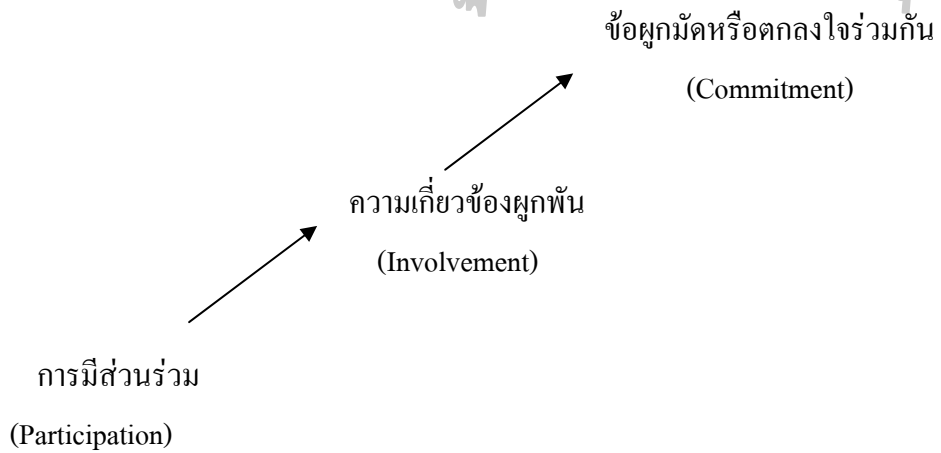 ข้อผูกมัดหรือตกลงใจร่วมกัน
(Commitment)
ความเกี่ยวข้องผูกพัน
(Involvement)
การมีส่วนร่วม
(Participation)